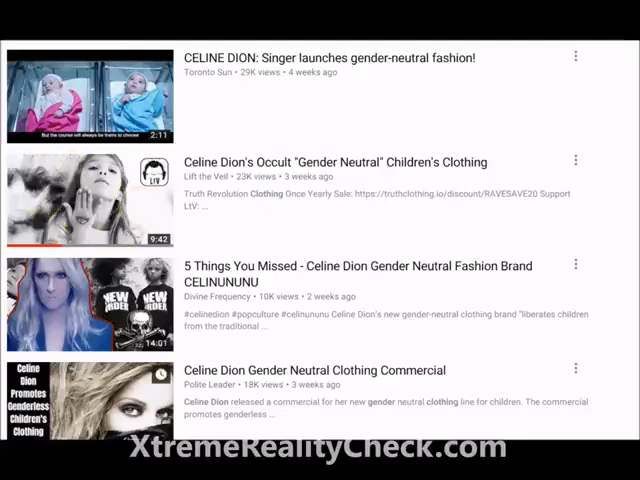 CELINE DION: Singer launches gender-neutral fashion!
Toronto Sun • 29K views • 4 weeks ago
But the course will always be theirs to choose
2:11
Celine Dion's Occult "Gender Neutral" Children's Clothing
Lift the Veil • 23K views • 3 weeks ago
Truth Revolution Clothing Once Yearly Sale: https://truthclothing.io/discount/RAVESAVE20 Support
LtV: ...
LTV
9:42
5 Things You Missed - Celine Dion Gender Neutral Fashion Brand
CELINUNUNU
Divine Frequency • 10K views • 2 weeks ago
#celinedion #popculture #celinununu Celine Dion's new gender-neutral clothing brand "liberates children
from the traditional ...
NEW
ORDER
NEW
ORDER
14:01
Celine Dion Gender Neutral Clothing Commercial
Polite Leader • 18K views • 3 weeks ago
Celine Dion released a commercial for her new gender neutral clothing line for children. The commercial
promotes genderless ...
Celine
Dion
Promotes
Genderless
Children's
Clothing
XtremeRealityCheck.com